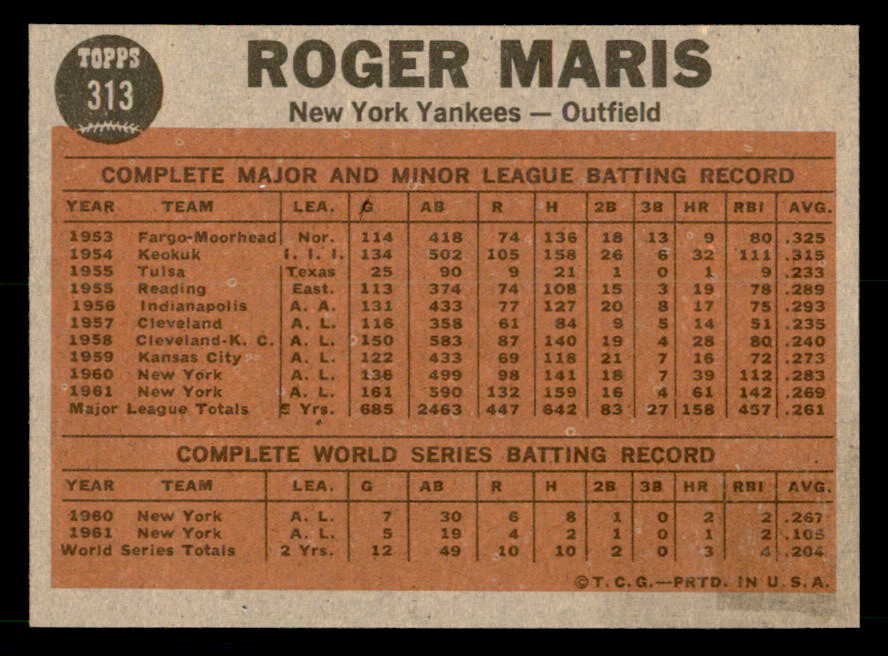 TOPPS
313
ROGER MARIS
New York Yankees — Outfield
COMPLETE MAJOR AND MINOR LEAGUE BATTING RECORD
YEAR TEAM LEA. G AB R H 2B 3B HR RBI AVG.
1953 Fargo-Moorhead Nor. 114 418 74 136 18 13 9 80 .325
1954 Keokuk I. I. I. 134 502 105 158 26 6 32 111 .315
1955 Tulsa Texas 25 90 9 21 1 0 1 9 .233
1955 Reading East. 113 374 74 108 15 3 19 78 .289
1956 Indianapolis A. A. 131 433 77 127 20 8 17 75 .293
1957 Cleveland A. L. 116 358 61 84 9 5 14 51 .235
1958 Cleveland-K. C. A. L. 150 583 87 140 19 4 28 80 .240
1959 Kansas City A. L. 122 433 69 118 21 7 16 72 .273
1960 New York A. L. 136 499 98 141 18 7 39 112 .283
1961 New York A. L. 161 590 132 159 16 4 61 142 .269
Major League Totals 5 Yrs. 685 2463 447 642 83 27 158 457 .261
COMPLETE WORLD SERIES BATTING RECORD
YEAR TEAM LEA. G AB R H 2B 3B HR RBI AVG.
1960 New York A. L. 7 30 6 8 1 0 2 2 .267
1961 New York A. L. 5 19 4 2 1 0 1 2 .105
World Series Totals 2 Yrs. 12 49 10 10 2 0 3 4 .204
© T. C. G.—PRTD. IN U. S. A.